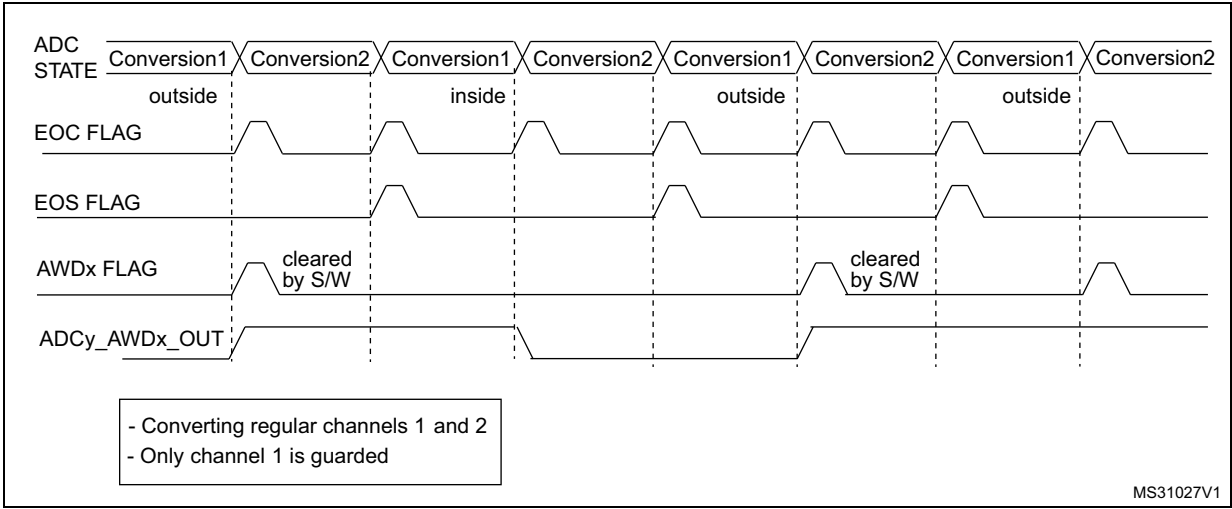 ADC
STATE
Conversion1 Conversion2 Conversion1 Conversion2 Conversion1 Conversion2 Conversion1 Conversion2
outside inside outside outside
EOC FLAG
EOS FLAG
AWDx FLAG
cleared
by S/W
cleared
by S/W
ADCy_AWDx_OUT
- Converting regular channels 1 and 2
- Only channel 1 is guarded
MS31027V1